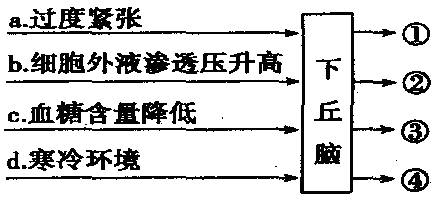 a.过度紧张
①
b.细胞外液渗透压升高
②
下丘脑
c.血糖含量降低
③
d.寒冷环境
④